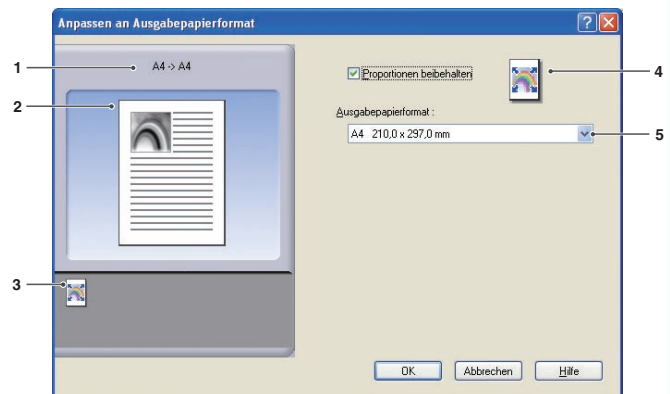 Anpassen an Ausgabepapierformat
1
A4 -> A4
2
3
Proportionen beibehalten
4
Ausgabepapierformat :
A4 210,0 x 297,0 mm
5
OK
Abbrechen
Hilfe